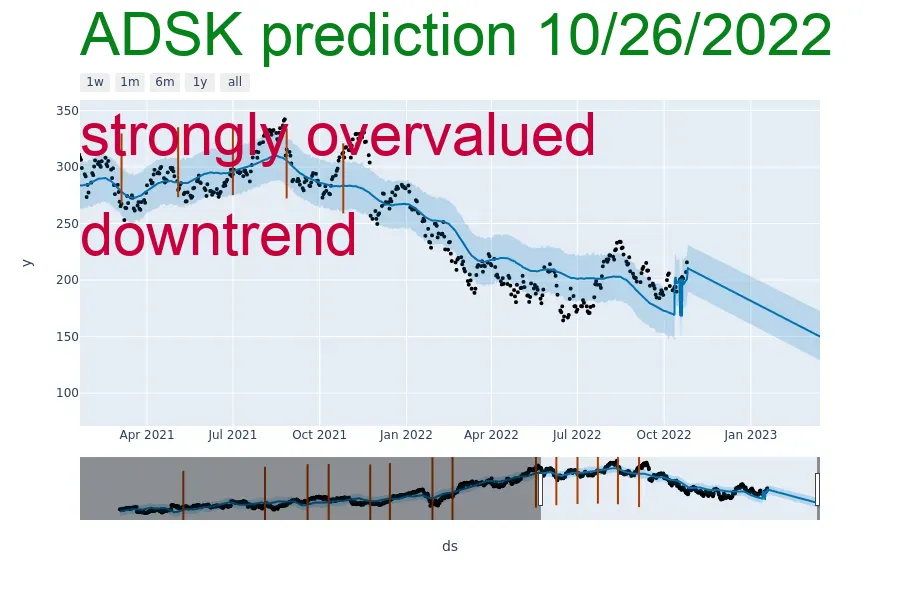 ADSK prediction 10/26/2022
1w 1m 6m 1y all
350
strongly overvalued
300
250
downtrend
y
200
150
100
Apr 2021 Jul 2021 Oct 2021 Jan 2022 Apr 2022 Jul 2022 Oct 2022 Jan 2023
ds